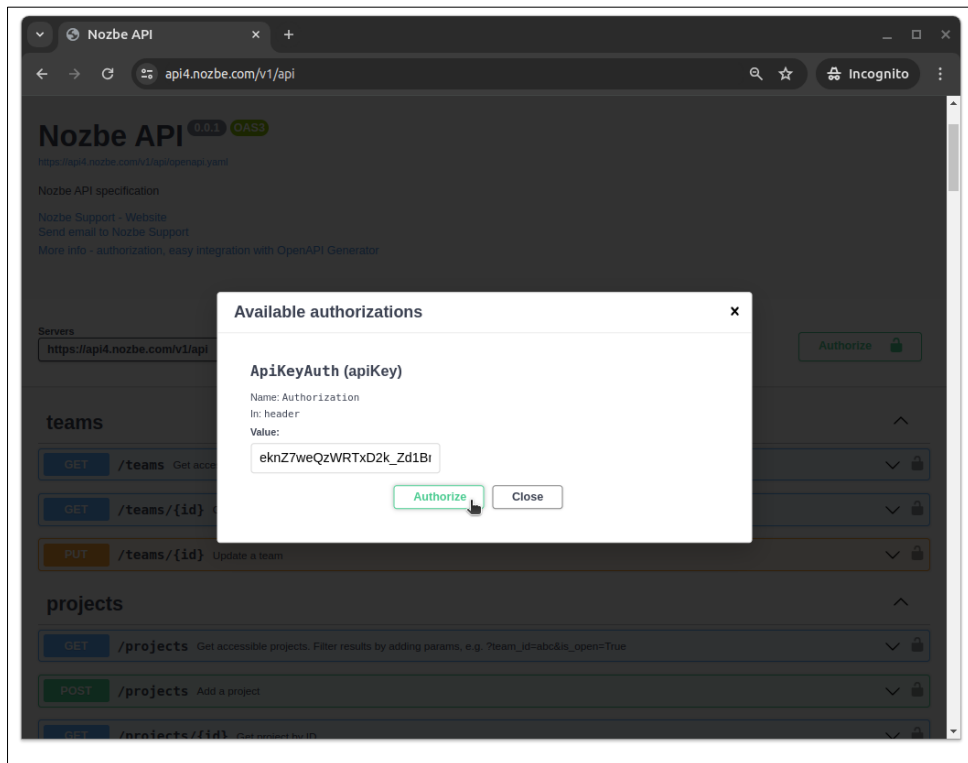 Nozbe API
api4.nozbe.com/v1/api
Incognito
Nozbe API 0.0.1 OAS3
https://api4.nozbe.com/v1/api/openapi.yaml
Nozbe API specification
Nozbe Support - Website
Send email to Nozbe Support
More info - authorization, easy integration with OpenAPI Generator
Available authorizations
Servers
https://api4.nozbe.com/v1/api
Authorize
ApiKeyAuth (apiKey)
Name: Authorization
In: header
Value:
eknZ7weQzWRTxD2k_Zd1Br
Authorize Close
teams
GET /teams Get acce
GET /teams/{id}
PUT /teams/{id} Update a team
projects
GET /projects Get accessible projects. Filter results by adding params, e.g. ?team_id=abc&is_open=True
POST /projects Add a project
GET /projects/{id} Get project by ID